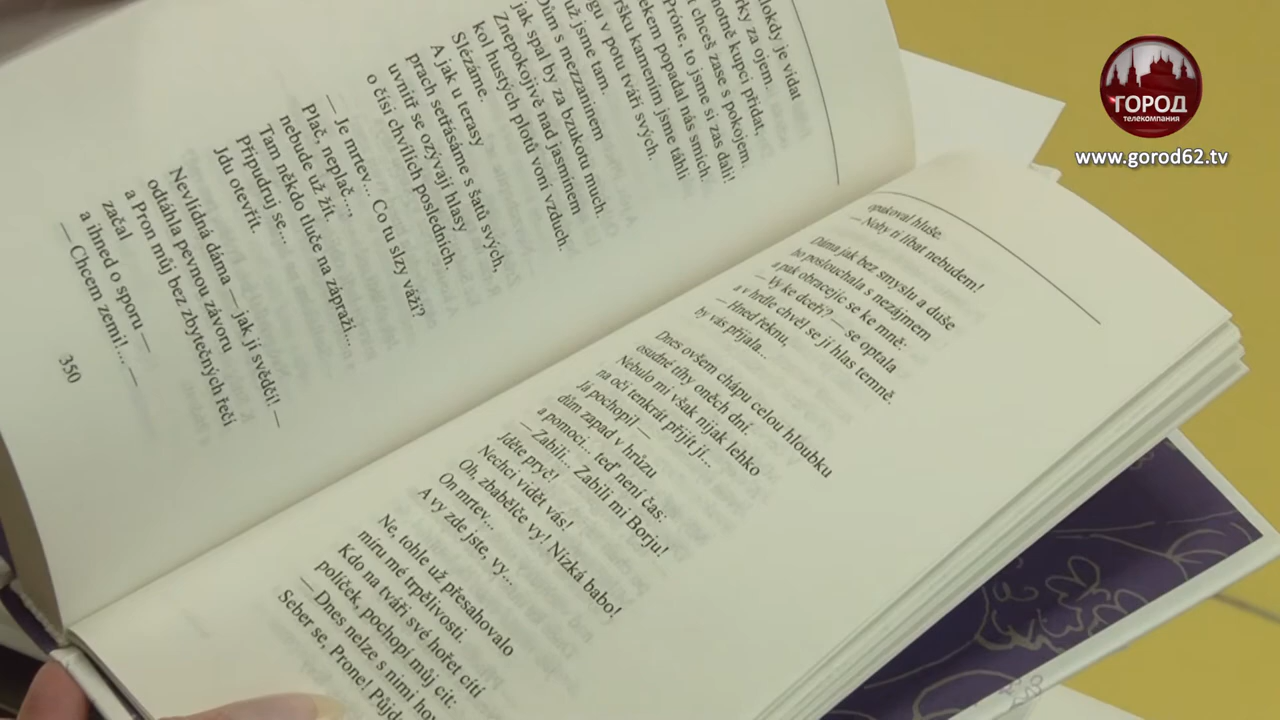 lokdy je vídat
rky za ojem.
notně kupci přidat,
t chceš zase s pokojem.
Próne, to jsme si zas dali!
ekem popadal nás smích.
ršku kamením jsme táhli
gu v potu tváří svých.
už jsme tam.
Dům s mezzaninem
jak spal by za bzukotu much.
Znepokojivě nad jasmínem
kol hustých plotů voní vzduch.
Slézáme.
A jak u terasy
prach setřásáme s šatů svých,
uvnitř se ozývají hlasy
o čísi chvílích posledních.
— Je mrtev... Co tu slzy váží?
Plač, neplač...,
nebude už žít.
Tam někdo tluče na zápraží....
Připudruj se...
Jdu otevřít.
Nevlídná dáma — jak jí svědčí! —
odtáhla pevnou závoru
a Pron můj bez zbytečných řečí
začal
a ihned o sporu —
— Chcem zemi!... —
350
opakoval hluše.
— Nohy ti líbat nebudem!
Dáma jak bez smyslu a duše
ho poslouchala s nezájmem
a pak obracejíc se ke mně:
— Vy ke dceři? — se optala
a v hrdle chvěl se jí hlas temně.
— Hned řeknu,
by vás přijala...
Dnes ovšem chápu celou hloubku
osudné tíhy oněch dní.
Nebulo mi však nijak lehko
na oči tenkrát přijít jí...
Já pochopil —
dům zapad v hrůzu
a pomoci... teď není čas:
— Zabili... Zabili mi Borju!
Jděte pryč!
Nechci vidět vás!
Oh, zbabělče vy! Nízká babo!
On mrtev...
A vy zde jste, vy...
Ne, tohle už přesahovalo
míru mé trpělivosti.
Kdo na tváři své hořet cítí
políček, pochopí můj cit:
— Dnes nelze s nimi hov
Seber se, Prone! Půjd
ГОРОД
телекомпания
www.gorod62.tv